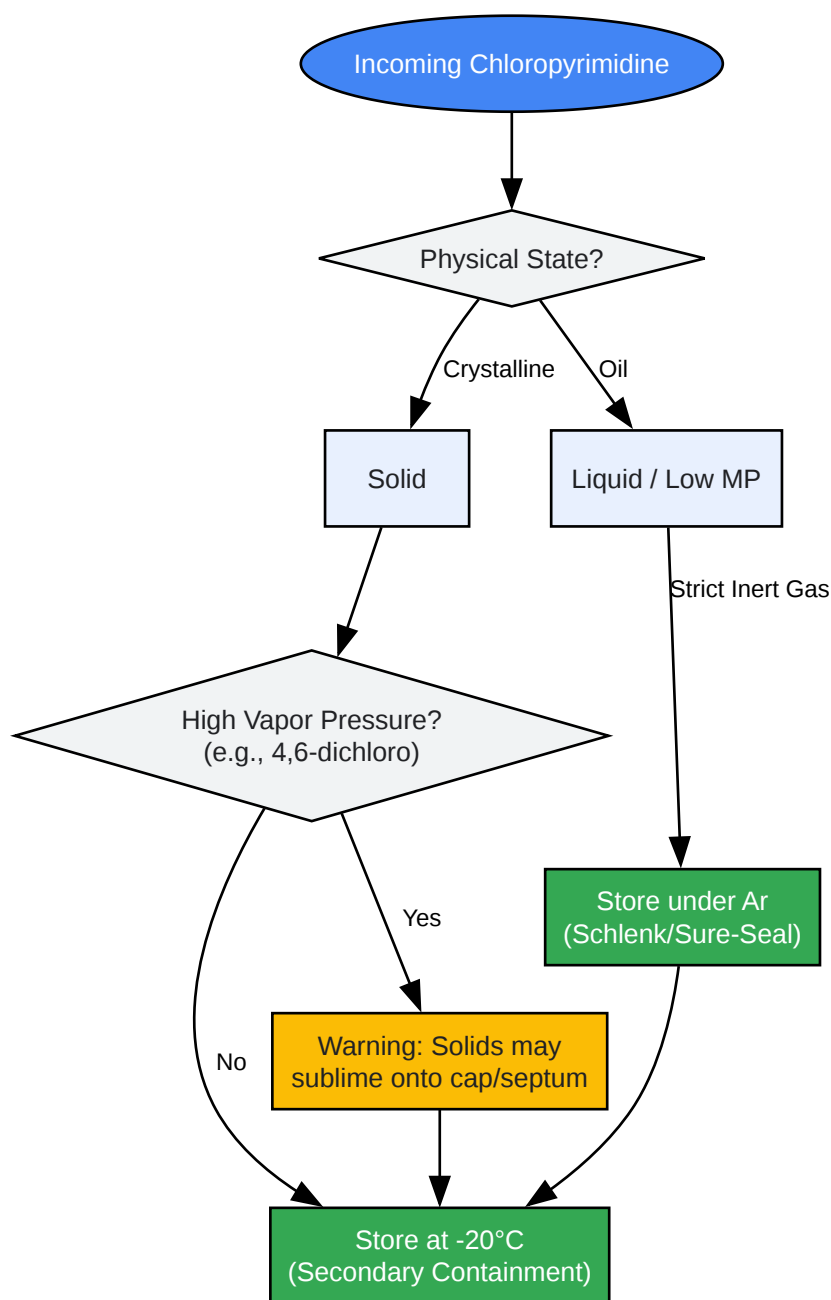 Incoming Chloropyrimidine
Physical State?
Crystalline
Oil
Solid
Liquid / Low MP
Strict Inert Gas
High Vapor Pressure?
(e.g., 4,6-dichloro)
Store under Ar
(Schlenk/Sure-Seal)
Yes
Warning: Solids may
sublime onto cap/septum
No
Store at -20°C
(Secondary Containment)